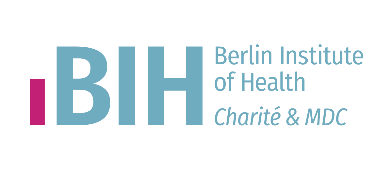 BIH
Berlin Institute
of Health
Charité & MDC